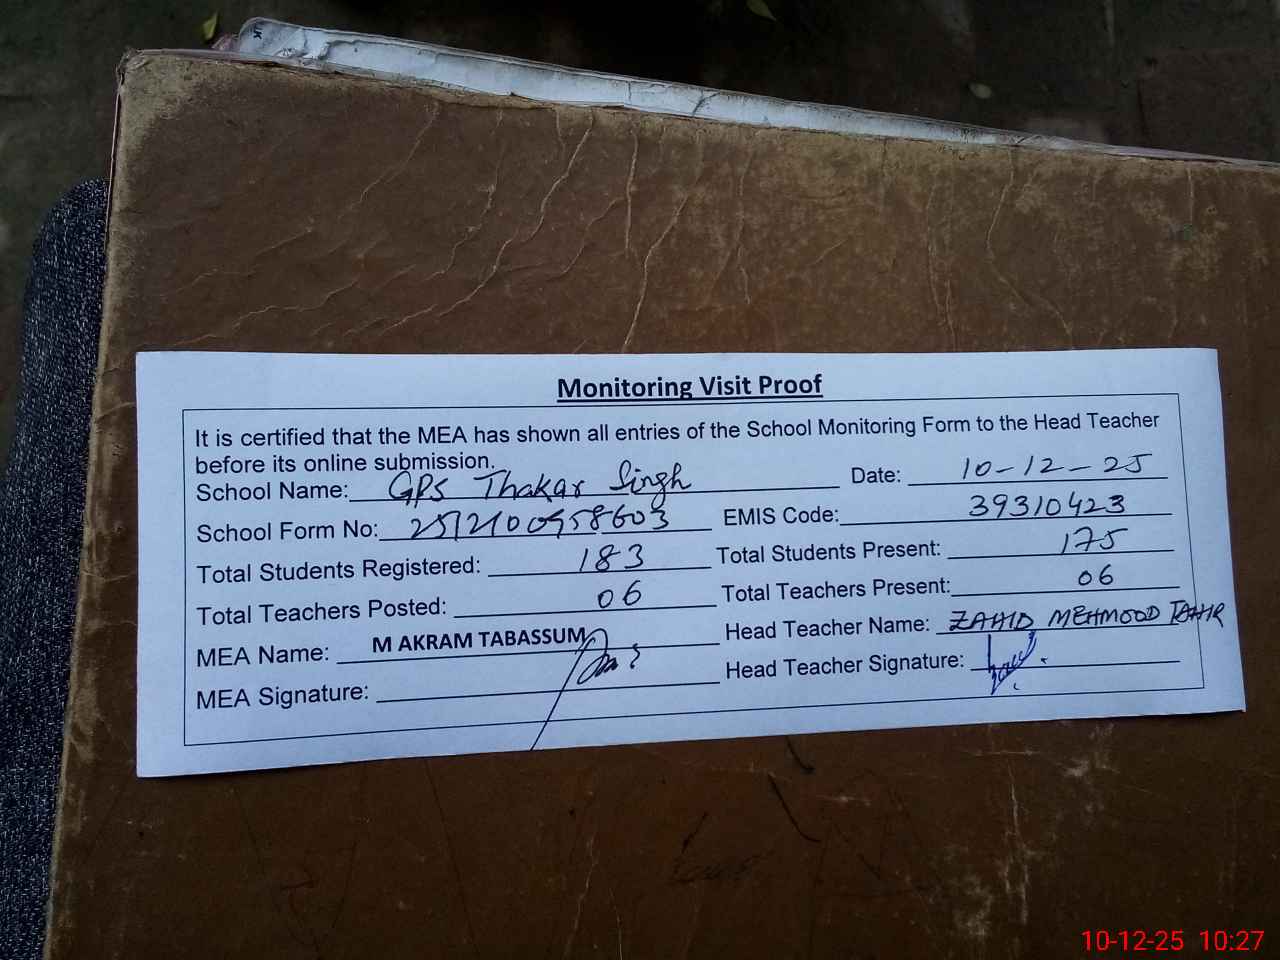 Monitoring Visit Proof
It is certified that the MEA has shown all entries of the School Monitoring Form to the Head Teacher
before its online submission.
School Name: GPS Thakar Singh Date: 10-12-25
School Form No: 2512100958603 EMIS Code: 39310423
Total Students Registered: 183 Total Students Present: 175
Total Teachers Posted: 06 Total Teachers Present: 06
MEA Name: M AKRAM TABASSUM Head Teacher Name: ZAHID MEHMOOD TAHIR
MEA Signature: Head Teacher Signature:
10-12-25 10:27